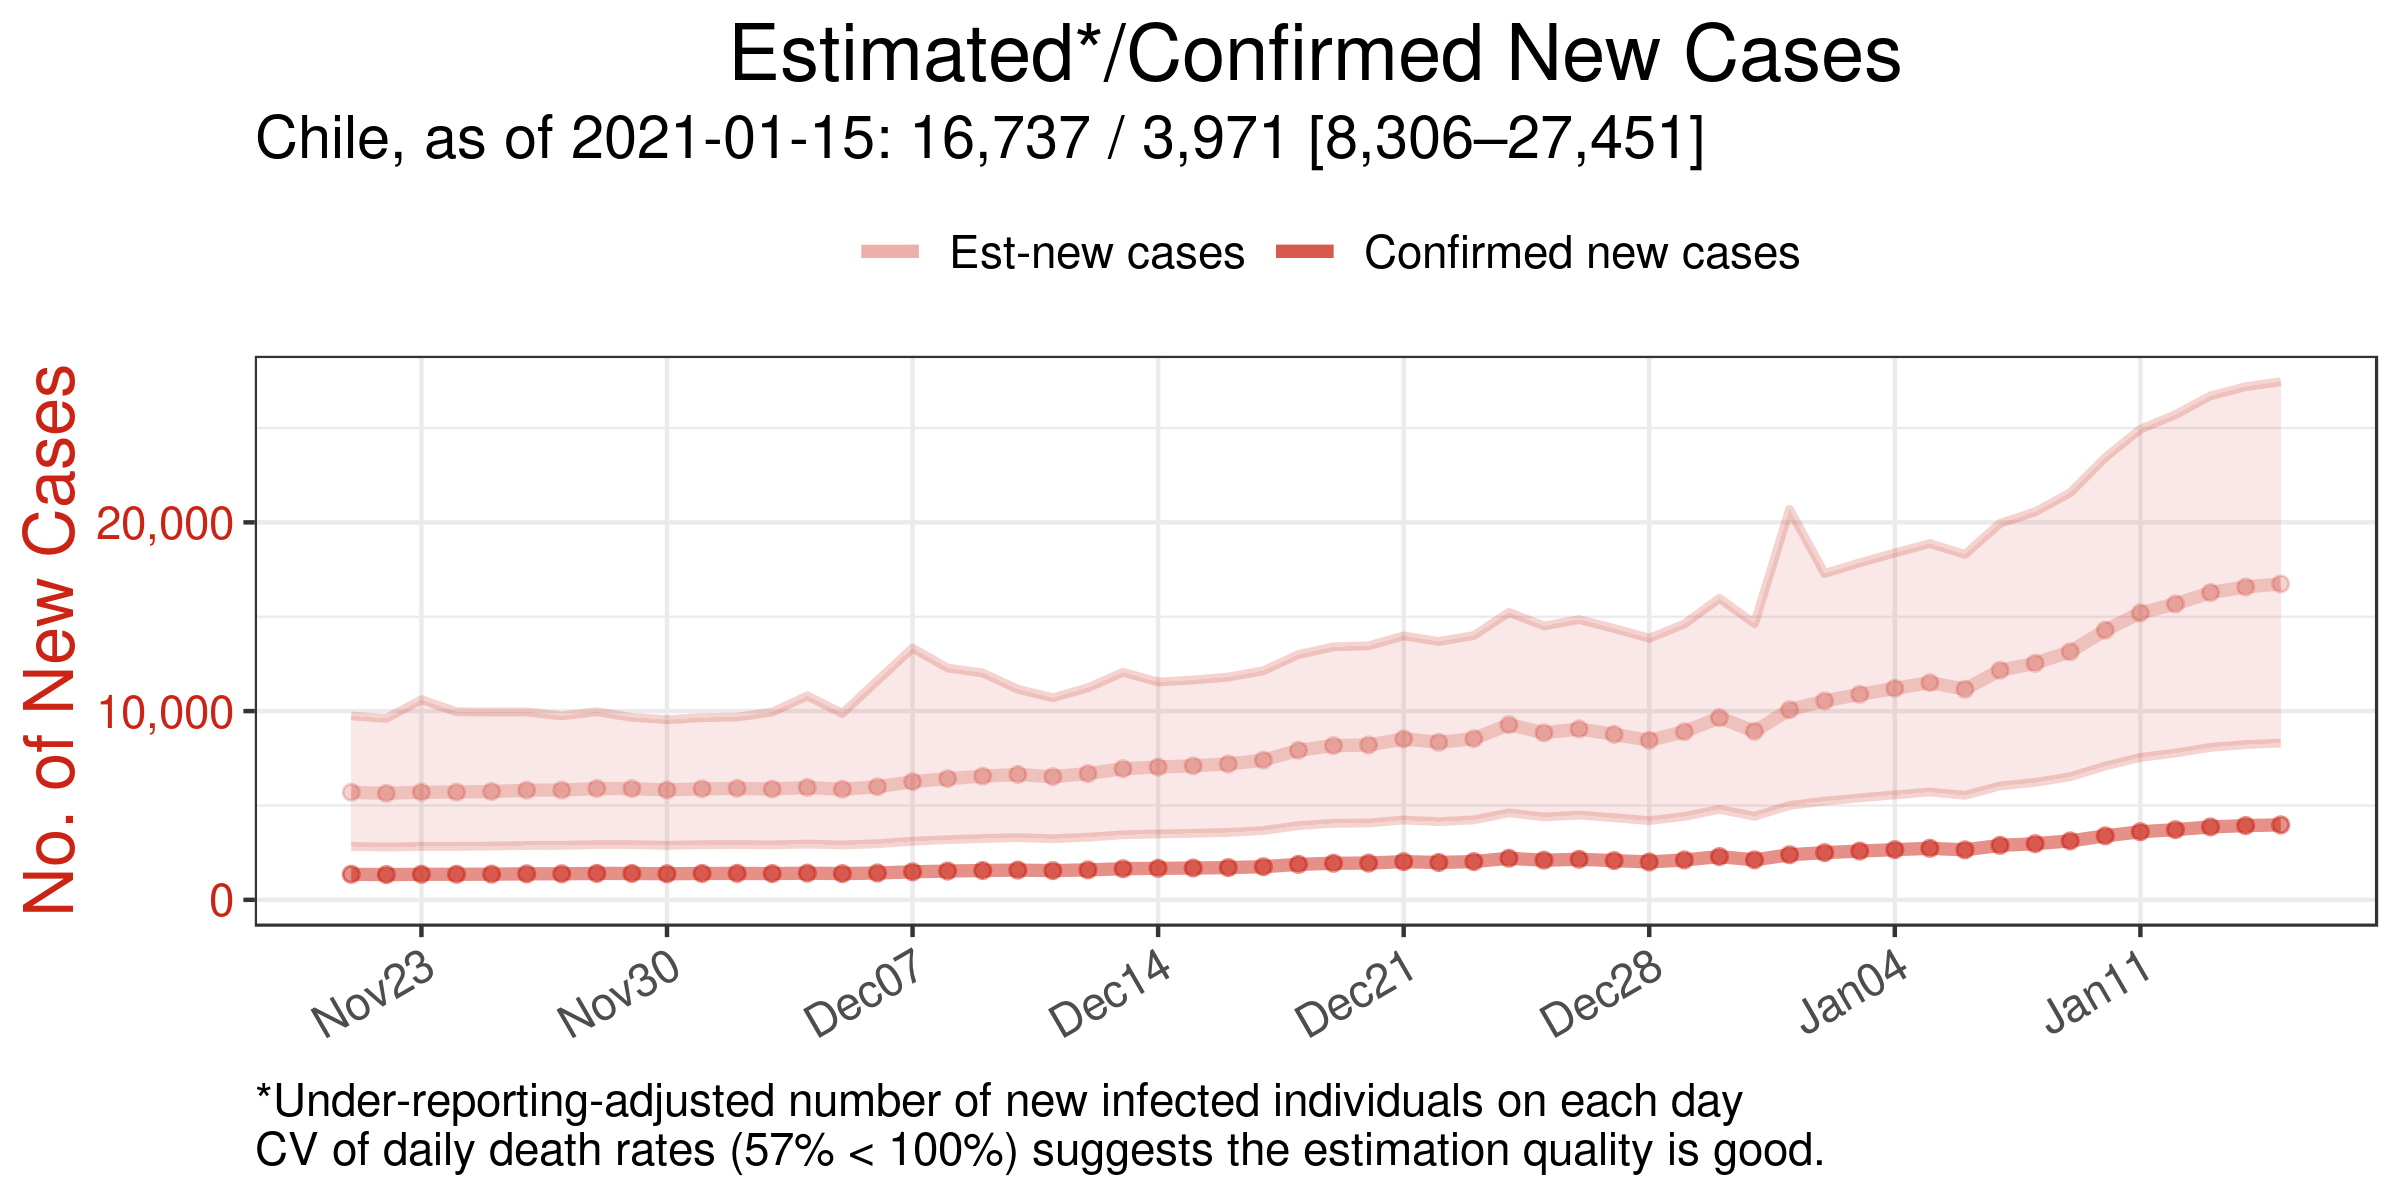 Estimated*/Confirmed New Cases
Chile, as of 2021-01-15: 16,737 / 3,971 [8,306–27,451]
Est-new cases Confirmed new cases
No. of New Cases
20,000
10,000
0
Nov23 Nov30 Dec07 Dec14 Dec21 Dec28 Jan04 Jan11
*Under-reporting-adjusted number of new infected individuals on each day
CV of daily death rates (57% < 100%) suggests the estimation quality is good.